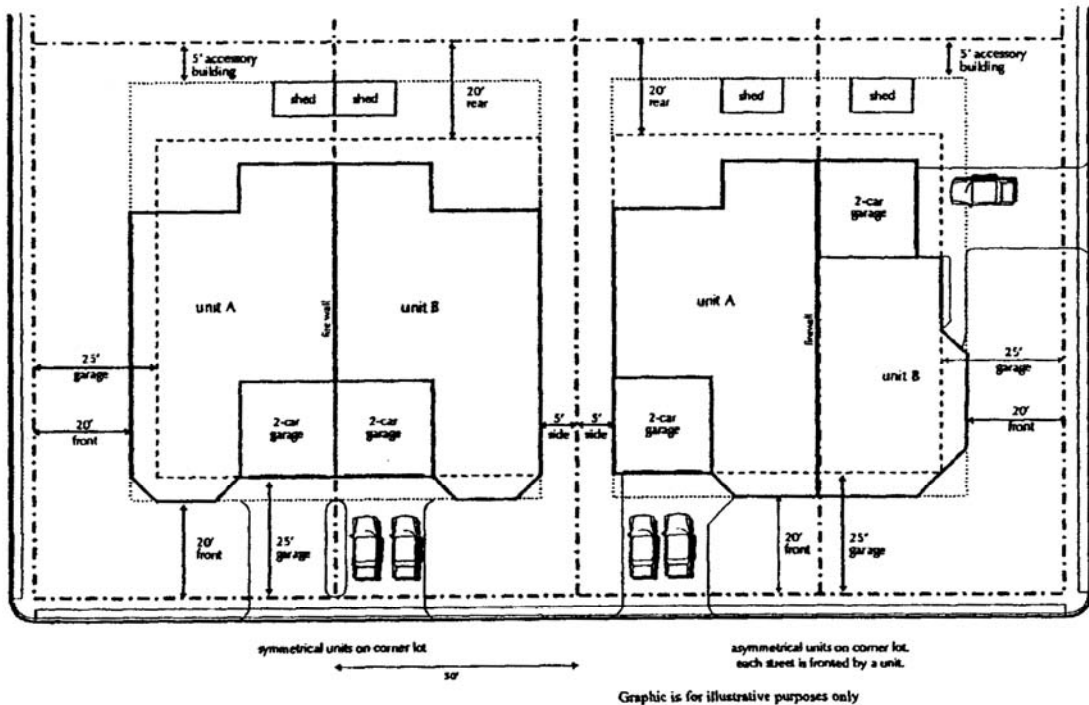 5' accessory
building
shed
shed
20'
rear
20'
rear
shed
shed
5' accessory
building
2-car
garage
unit A
fire wall
unit B
unit A
firewall
unit B
25'
garage
25'
garage
20'
front
2-car
garage
2-car
garage
5'
side
5'
side
2-car
garage
20'
front
20'
front
25'
garage
20'
front
25'
garage
symmetrical units on corner lot
asymmetrical units on corner lot.
each street is fronted by a unit.
50'
Graphic is for illustrative purposes only